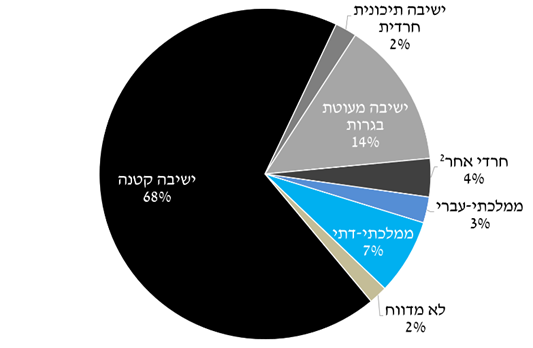 ישיבה תיכונית
חרדית
2%
ישיבה מעוטת
בגרות
14%
חרדי אחר²
4%
ממלכתי-עברי
3%
ממלכתי-דתי
7%
לא מדווח
2%
ישיבה קטנה
68%